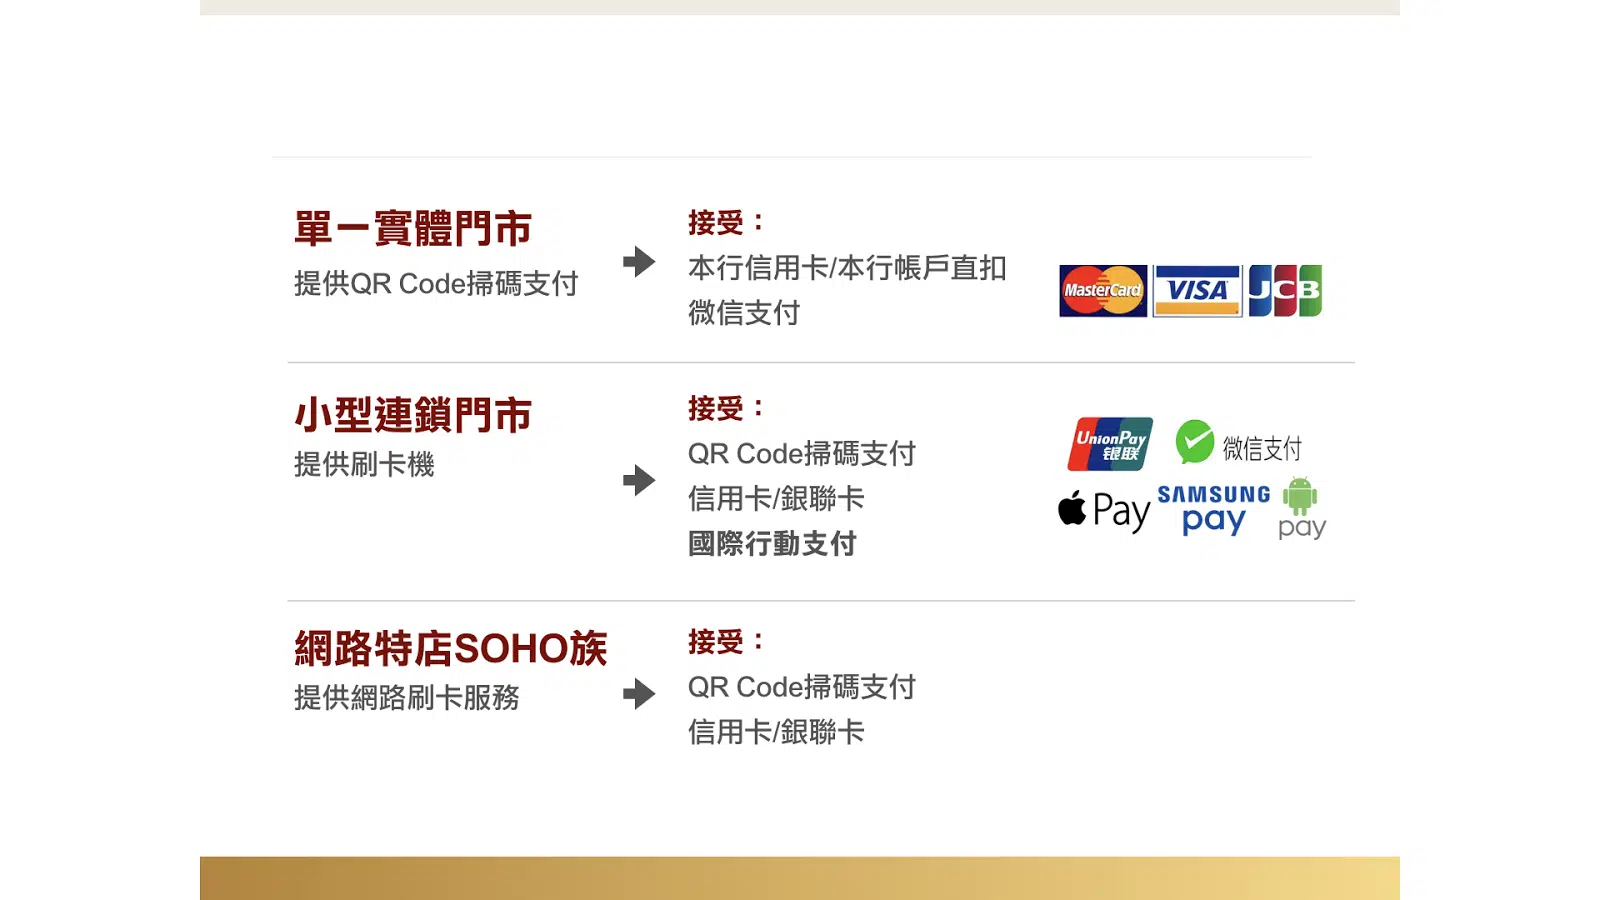 單一實體門市
提供QR Code掃碼支付
接受：
本行信用卡/本行帳戶直扣
微信支付
MasterCard
VISA
JCB
小型連鎖門市
提供刷卡機
接受：
QR Code掃碼支付
信用卡/銀聯卡
國際行動支付
UnionPay
银联
微信支付
Pay
SAMSUNG
pay
pay
網路特店SOHO族
提供網路刷卡服務
接受：
QR Code掃碼支付
信用卡/銀聯卡